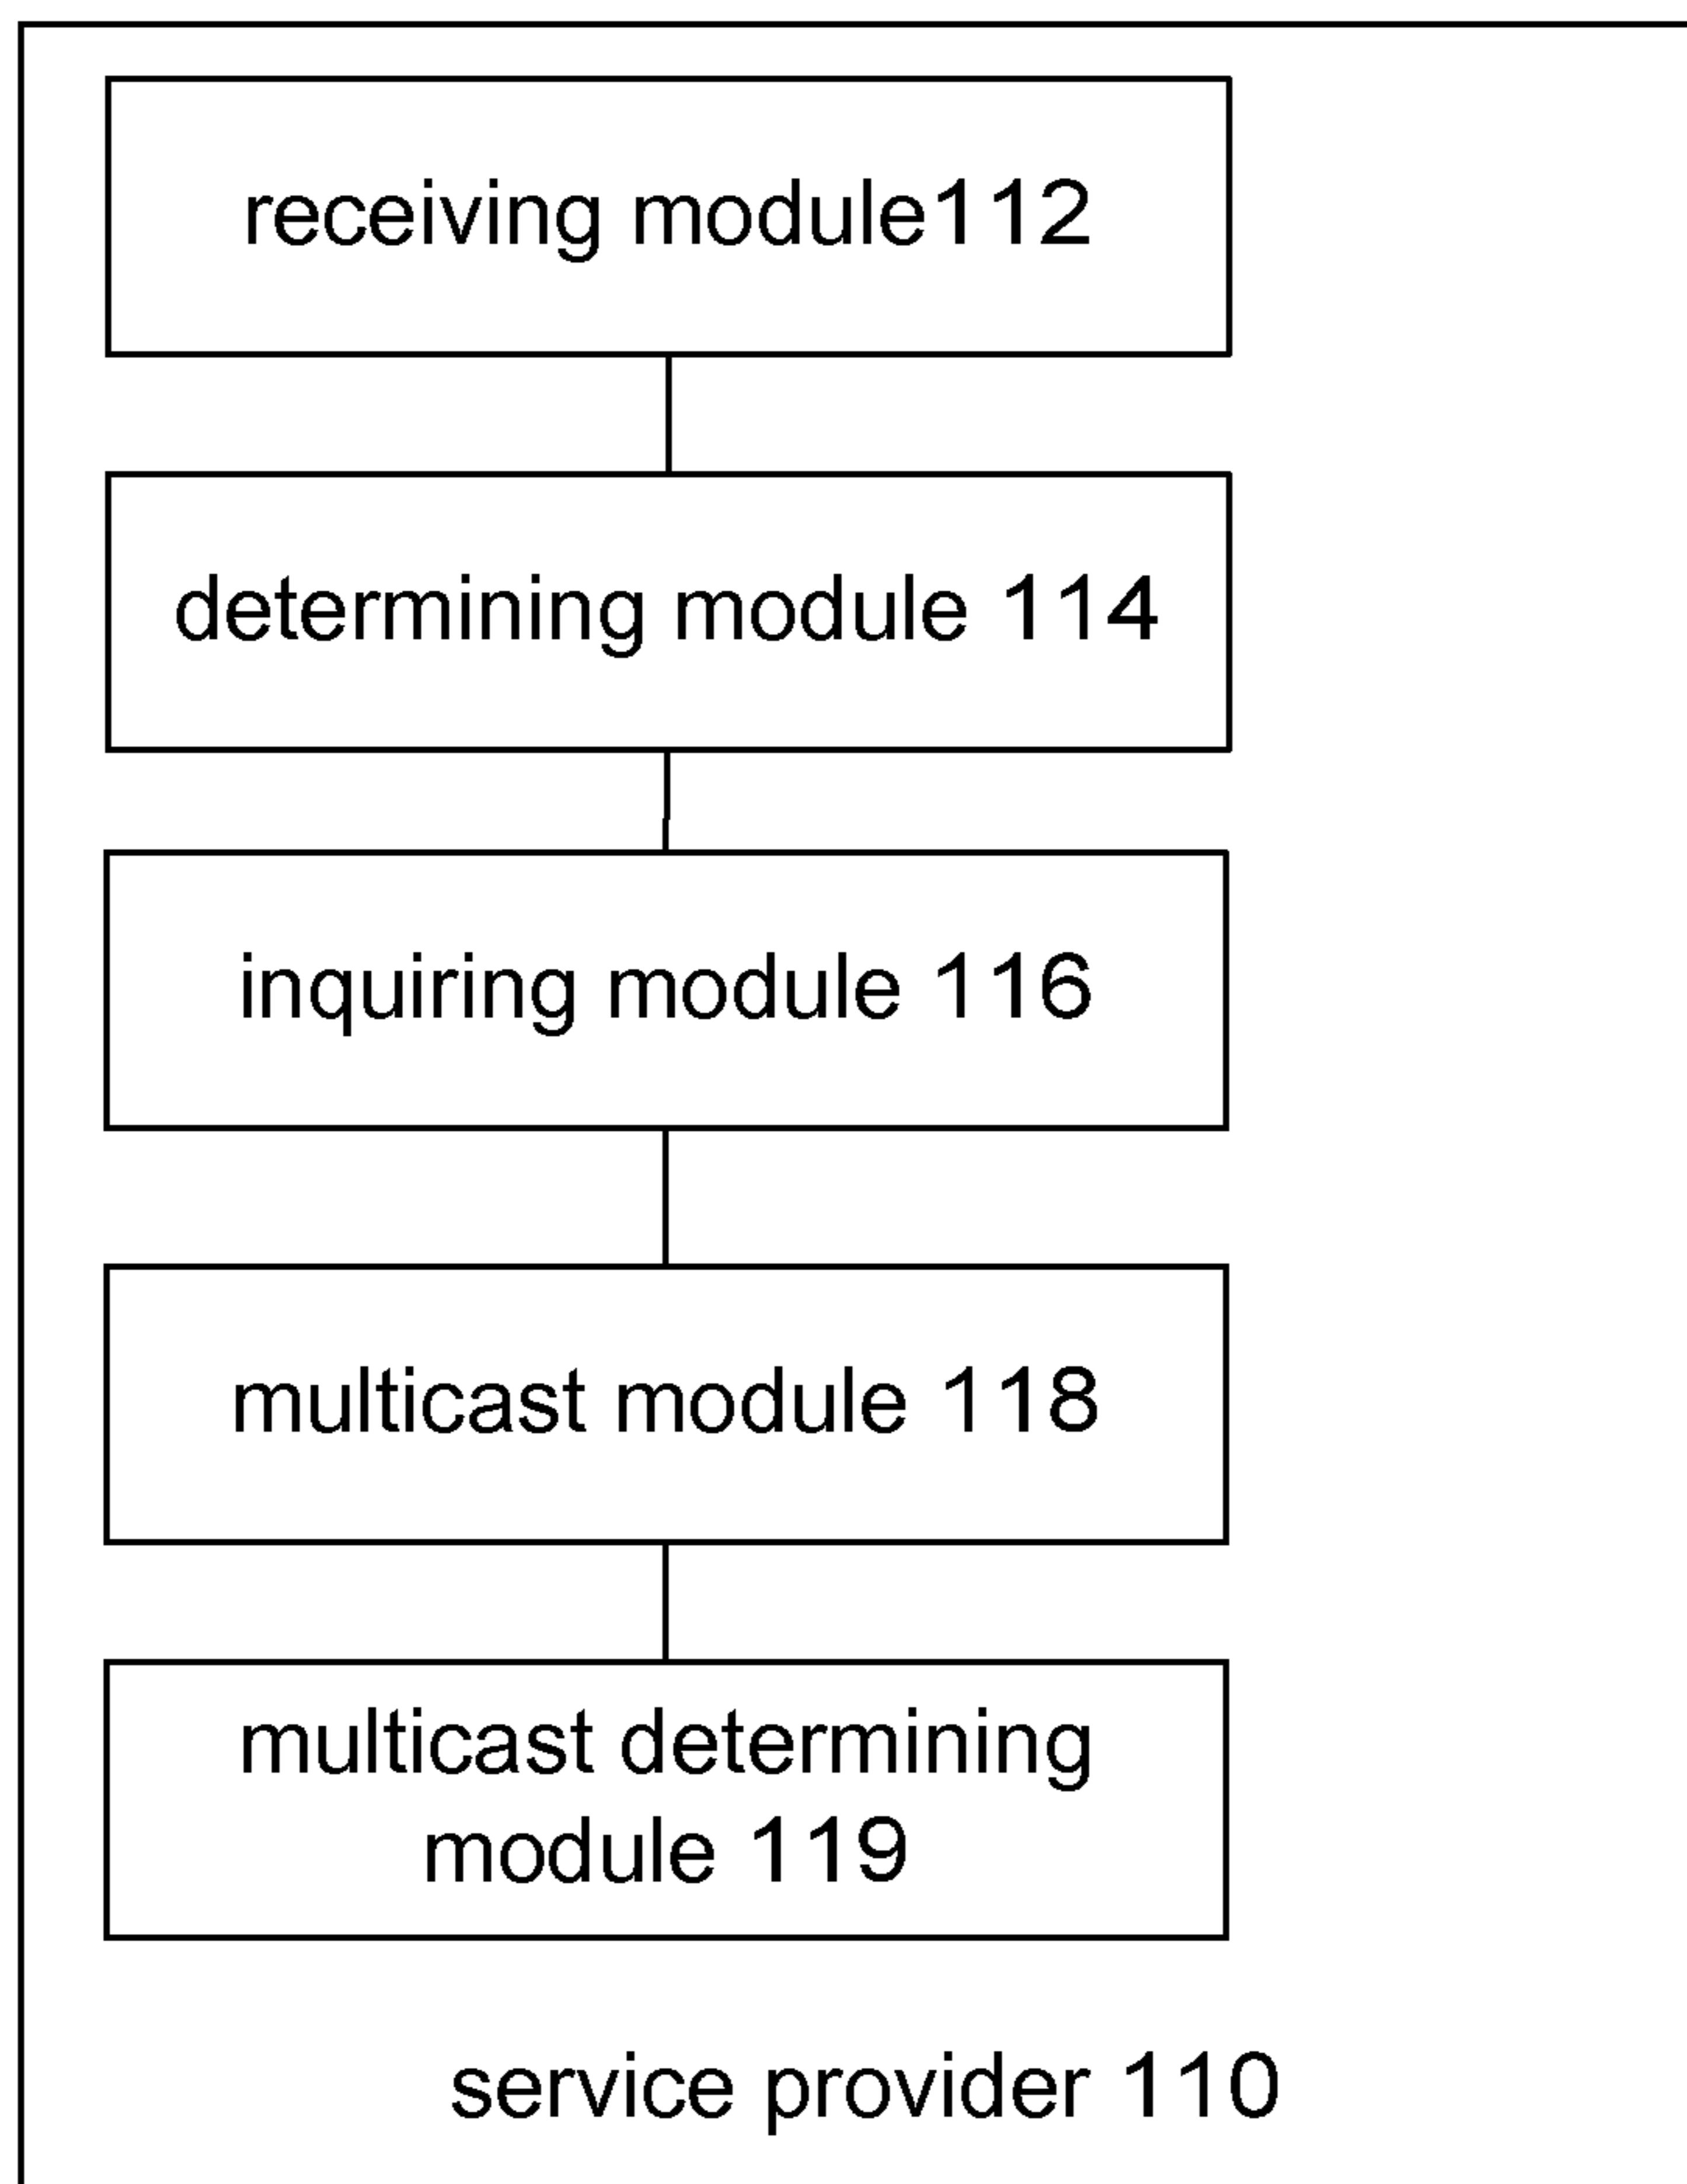 receiving module112
determining module 114
inquiring module 116
multicast module 118
multicast determining
module 119
service provider 110